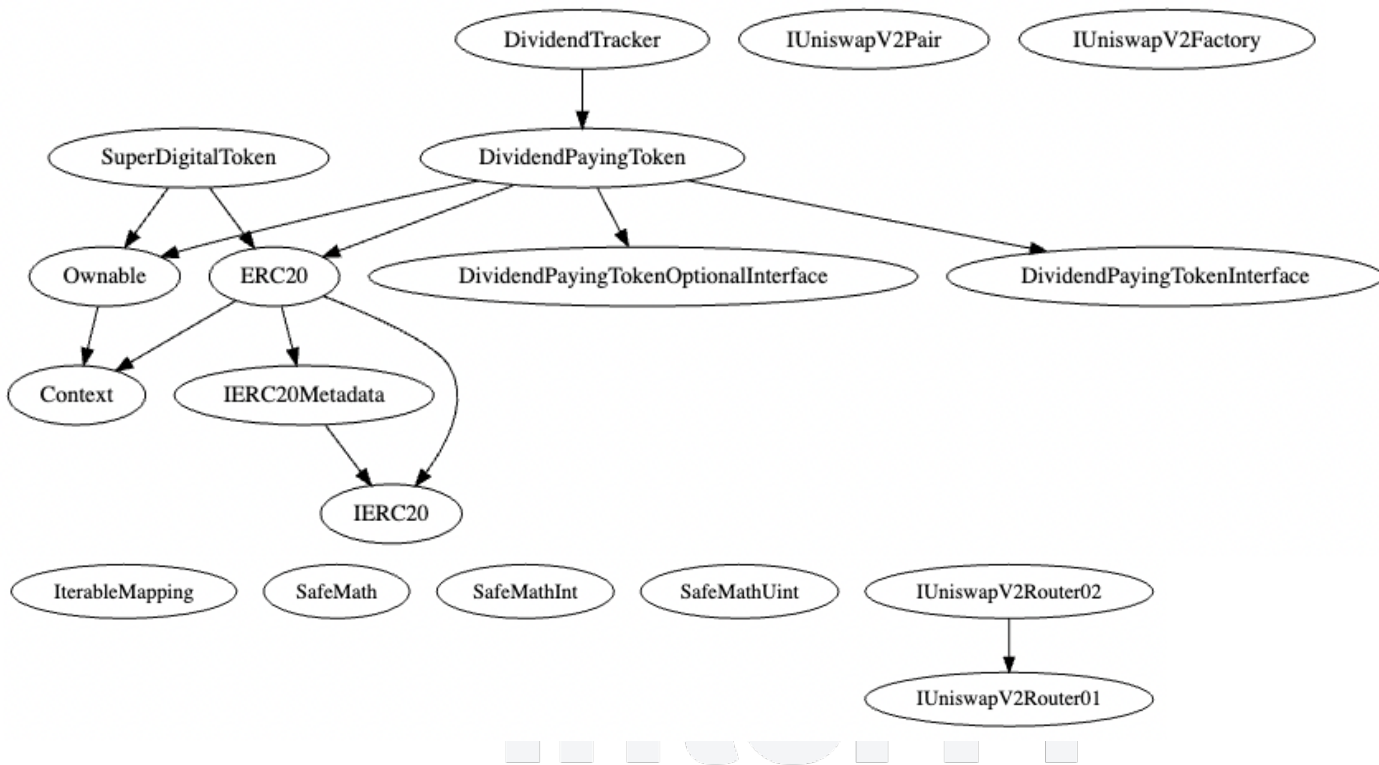 DividendTracker
IUniswapV2Pair
IUniswapV2Factory
SuperDigitalToken
DividendPayingToken
Ownable
ERC20
DividendPayingTokenOptionalInterface
DividendPayingTokenInterface
Context
IERC20Metadata
IERC20
IterableMapping
SafeMath
SafeMathInt
SafeMathUint
IUniswapV2Router02
IUniswapV2Router01